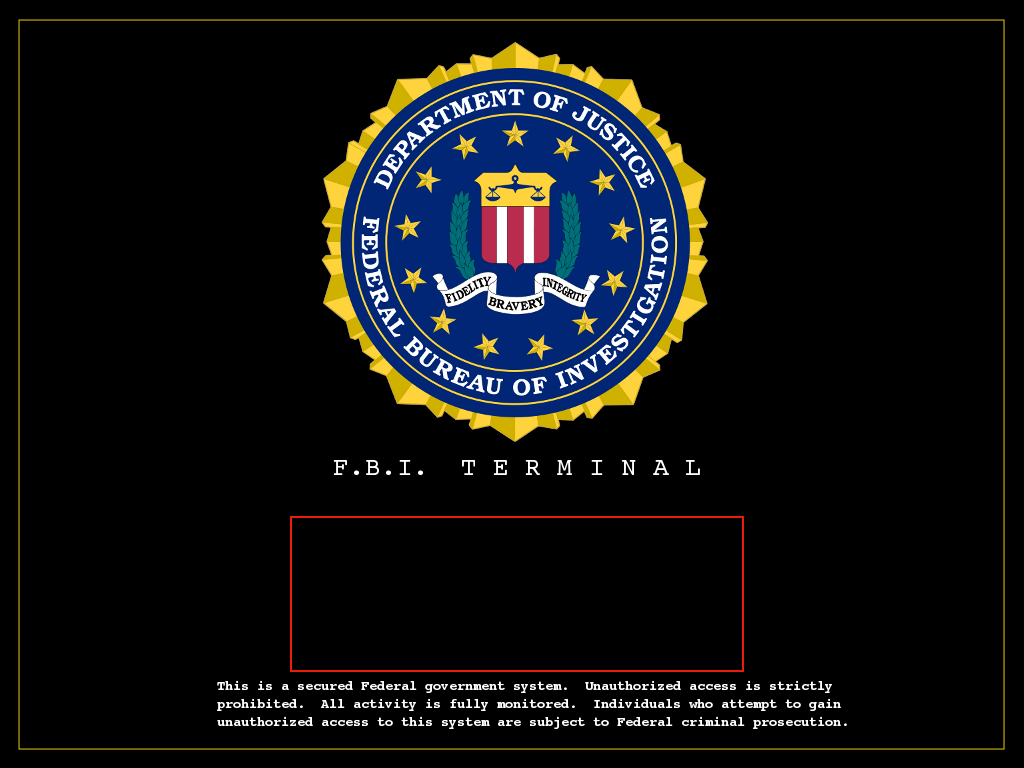 DEPARTMENT OF JUSTICE
FEDERAL BUREAU OF INVESTIGATION
FIDELITY BRAVERY INTEGRITY
F.B.I. TERMINAL
This is a secured Federal government system. Unauthorized access is strictly
prohibited. All activity is fully monitored. Individuals who attempt to gain
unauthorized access to this system are subject to Federal criminal prosecution.